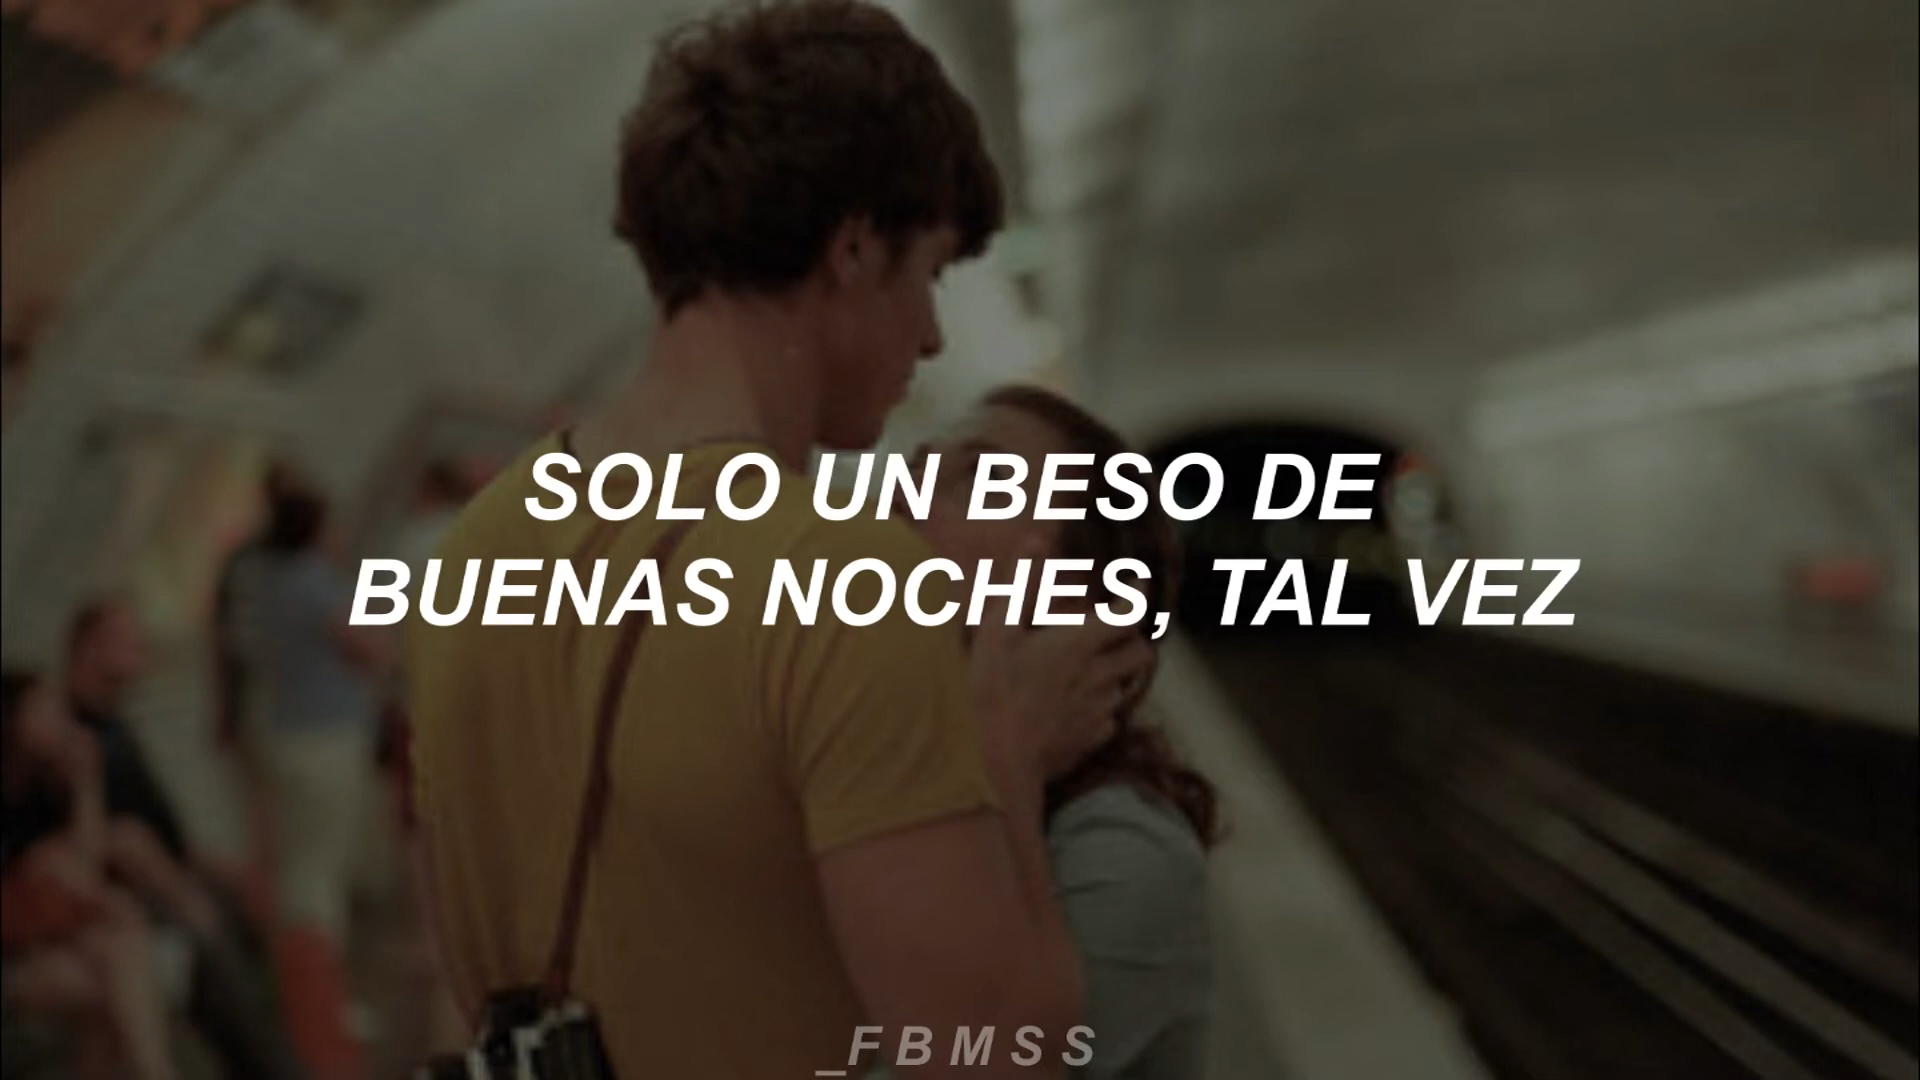 SOLO UN BESO DE
BUENAS NOCHES, TAL VEZ
_FBMSS